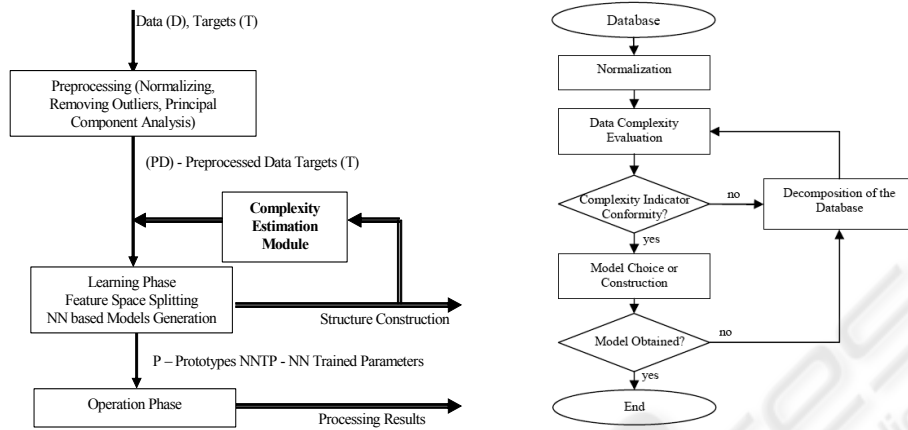 Data (D), Targets (T)
Preprocessing (Normalizing,
Removing Outliers, Principal
Component Analysis)
(PD) - Preprocessed Data Targets (T)
Complexity
Estimation
Module
Learning Phase
Feature Space Splitting
NN based Models Generation
Structure Construction
P – Prototypes NNTP - NN Trained Parameters
Operation Phase
Processing Results
Database
Normalization
Data Complexity
Evaluation
Complexity Indicator
Conformity?
no
Decomposition of the
Database
yes
Model Choice or
Construction
Model Obtained?
no
yes
End